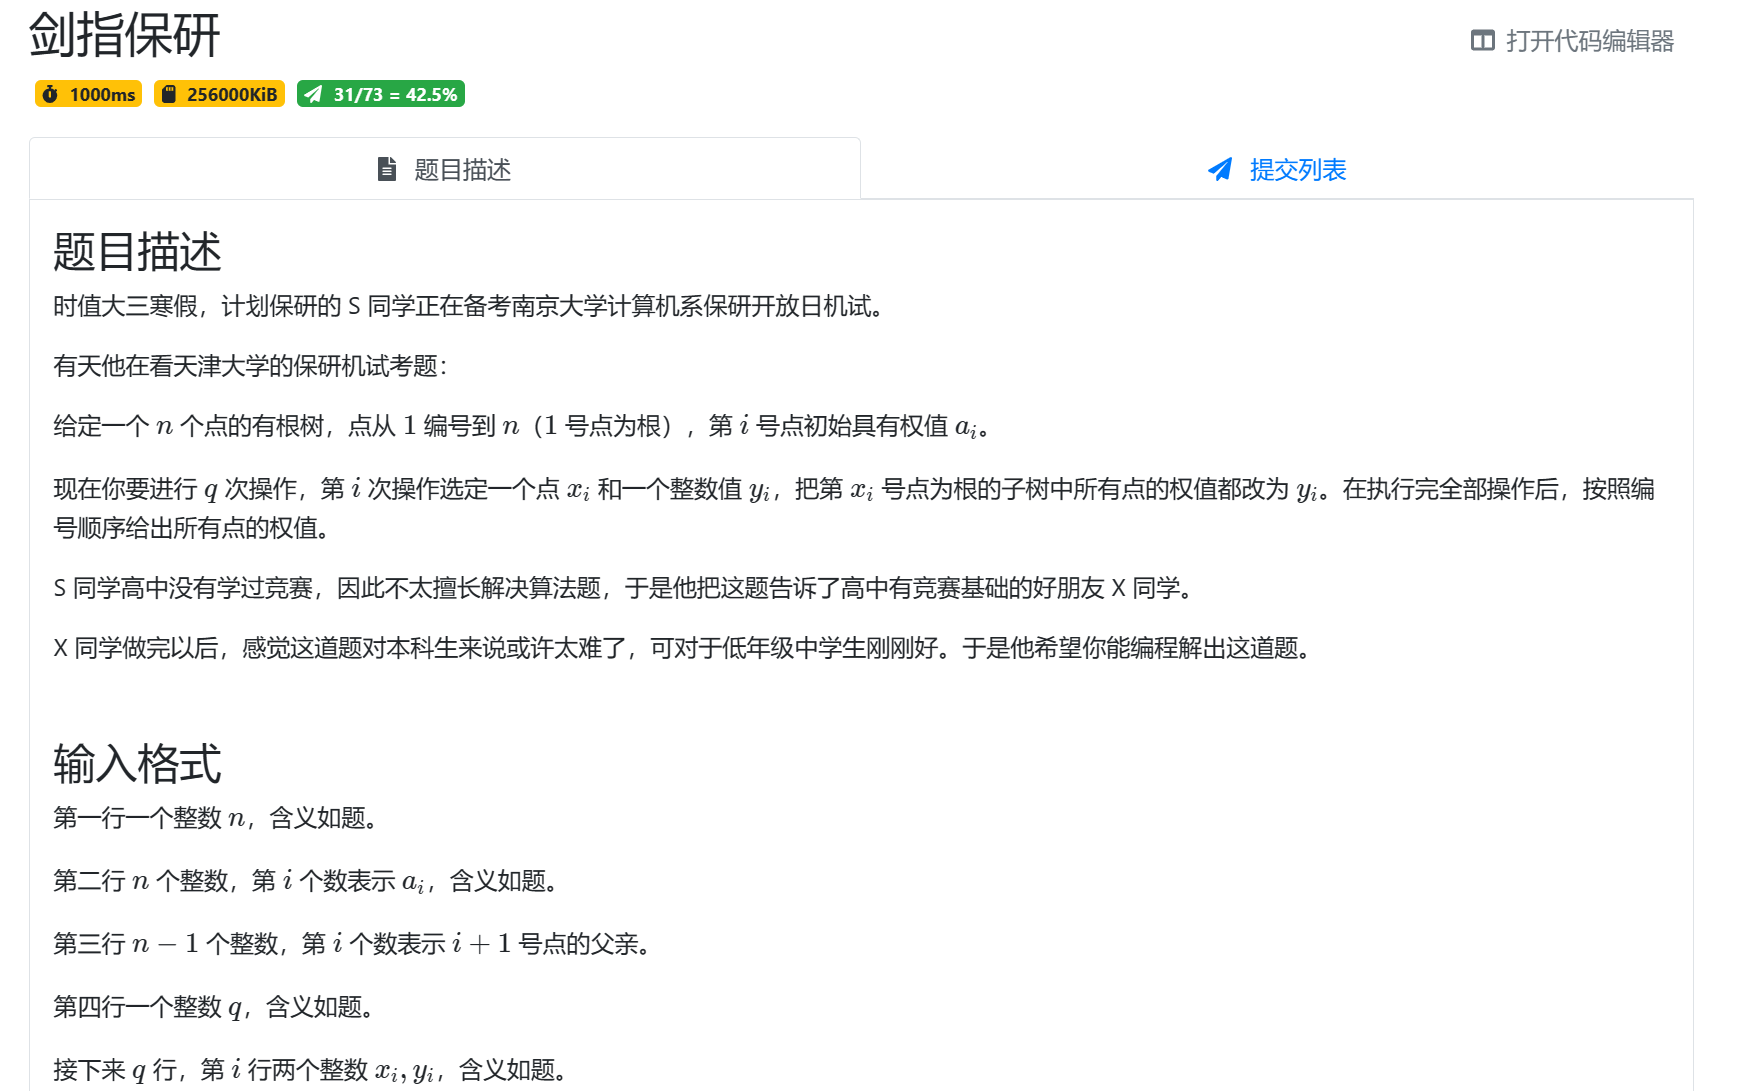 剑指保研
打开代码编辑器
1000ms 256000KiB 31/73 = 42.5%
题目描述
提交列表
题目描述
时值大三寒假，计划保研的 S 同学正在备考南京大学计算机系保研开放日机试。
有天他在看天津大学的保研机试考题：
给定一个 n 个点的有根树，点从 1 编号到 n（1 号点为根），第 i 号点初始具有权值 a_i。
现在你要进行 q 次操作，第 i 次操作选定一个点 x_i 和一个整数值 y_i，把第 x_i 号点为根的子树中所有点的权值都改为 y_i。在执行完全部操作后，按照编
号顺序给出所有点的权值。
S 同学高中没有学过竞赛，因此不太擅长解决算法题，于是他把这题告诉了高中有竞赛基础的好朋友 X 同学。
X 同学做完以后，感觉这道题对本科生来说或许太难了，可对于低年级中学生刚刚好。于是他希望你能编程解出这道题。
输入格式
第一行一个整数 n，含义如题。
第二行 n 个整数，第 i 个数表示 a_i，含义如题。
第三行 n − 1 个整数，第 i 个数表示 i + 1 号点的父亲。
第四行一个整数 q，含义如题。
接下来 q 行，第 i 行两个整数 x_i, y_i，含义如题。